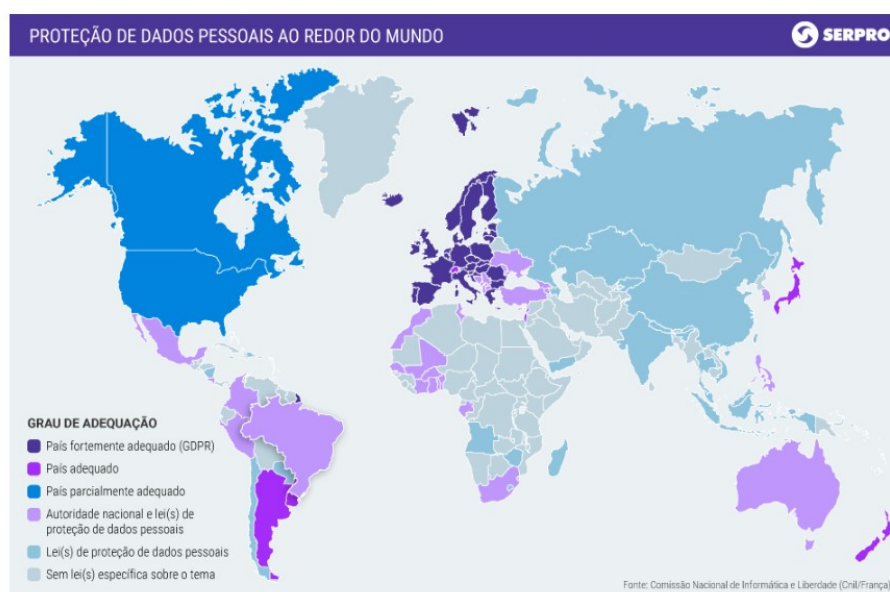 PROTEÇÃO DE DADOS PESSOAIS AO REDOR DO MUNDO
SERPRO
GRAU DE ADEQUAÇÃO
País fortemente adequado (GDPR)
País adequado
País parcialmente adequado
Autoridade nacional e lei(s) de
proteção de dados pessoais
Lei(s) de proteção de dados pessoais
Sem lei(s) específica sobre o tema
Fonte: Comissão Nacional de Informática e Liberdade (Cnil/França)